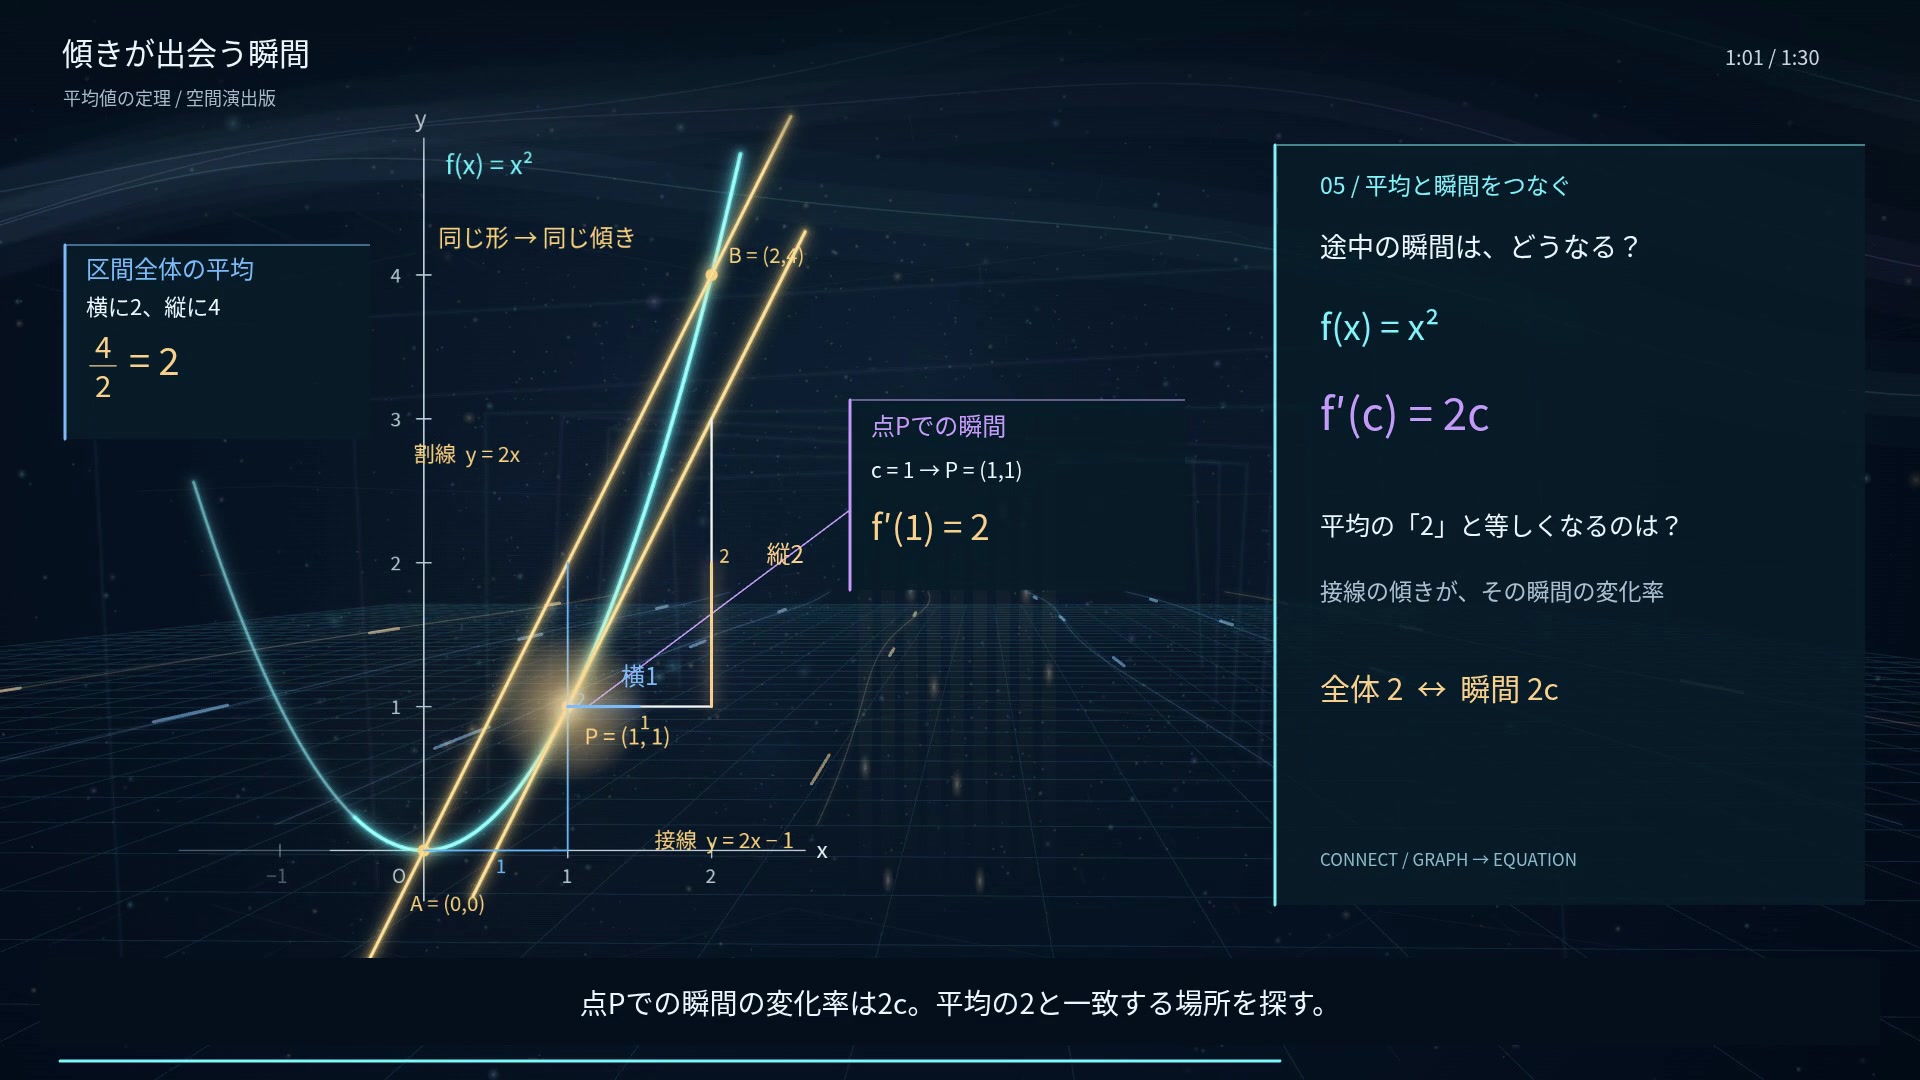 傾きが出会う瞬間
平均値の定理 / 空間演出版
1:01 / 1:30
y
f(x) = x²
同じ形 → 同じ傾き
B = (2,4)
区間全体の平均
横に2、縦に4
4
2
= 2
4
3
2
1
割線 y = 2x
点Pでの瞬間
c = 1 → P = (1,1)
f′(1) = 2
2
縦2
横1
2
1
P = (1, 1)
接線 y = 2x − 1
x
−1
O
1
1
2
A = (0,0)
05 / 平均と瞬間をつなぐ
途中の瞬間は、どうなる？
f(x) = x²
f′(c) = 2c
平均の「2」と等しくなるのは？
接線の傾きが、その瞬間の変化率
全体 2 ↔ 瞬間 2c
CONNECT / GRAPH → EQUATION
点Pでの瞬間の変化率は2c。平均の2と一致する場所を探す。